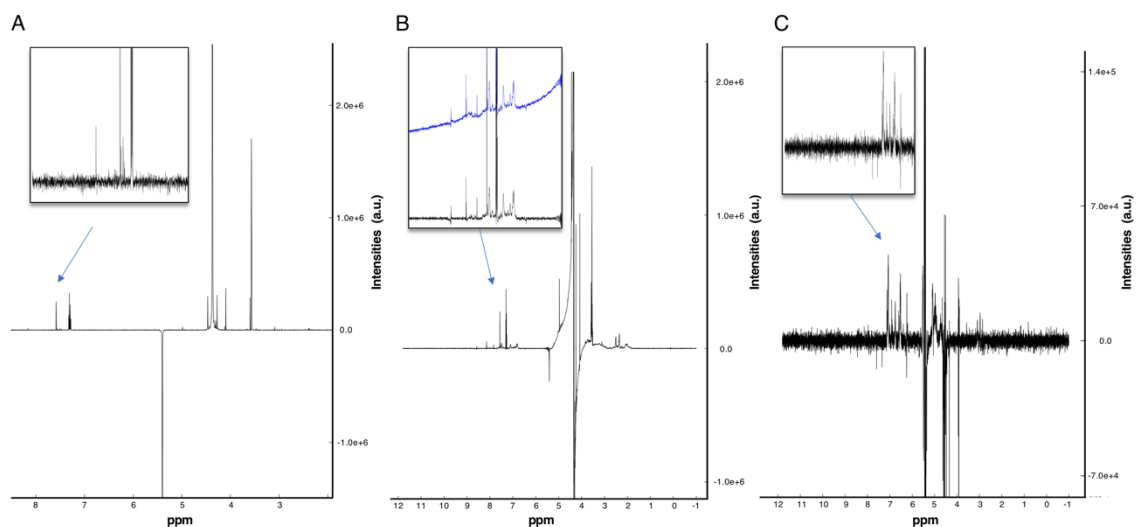 A
B
C
2.0e+6
1.0e+6
0.0
-1.0e+6
Intensities (a.u.)
8 7 6 5 4 3
ppm
2.0e+6
1.0e+6
0.0
-1.0e+6
Intensities (a.u.)
12 11 10 9 8 7 6 5 4 3 2 1 0 -1
ppm
1.4e+5
7.0e+4
0.0
-7.0e+4
Intensities (a.u.)
12 11 10 9 8 7 6 5 4 3 2 1 0 -1
ppm